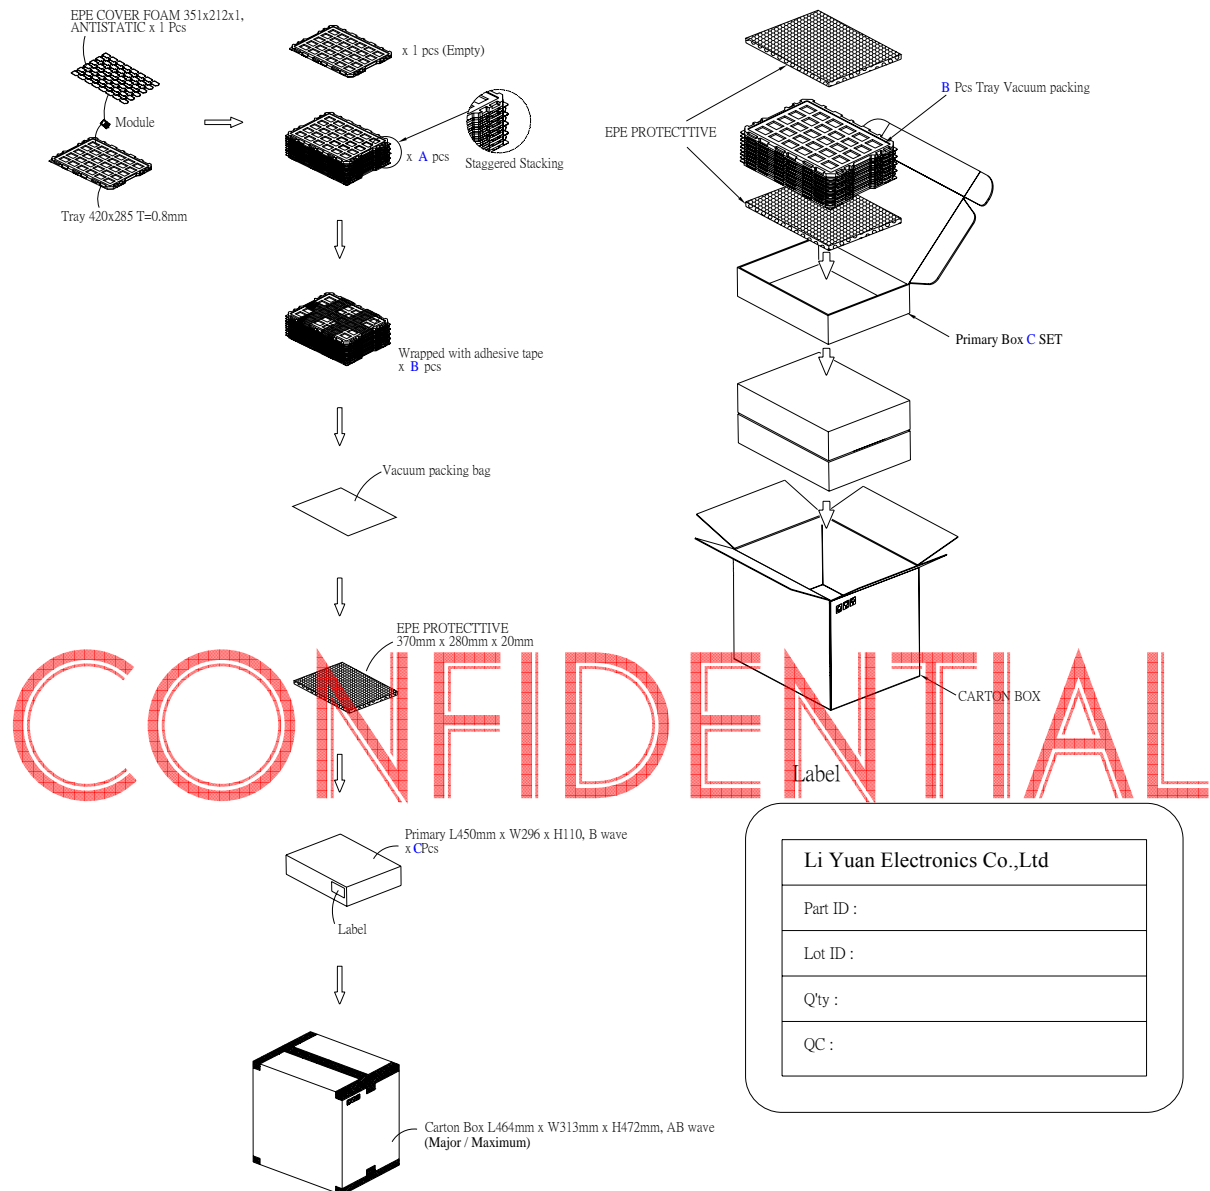 EPE COVER FOAM 351x212x1,
ANTISTATIC x 1 Pcs
Module
Tray 420x285 T=0.8mm
x 1 pcs (Empty)
x A pcs
Staggered Stacking
Wrapped with adhesive tape
x B pcs
Vacuum packing bag
EPE PROTECTTIVE
370mm x 280mm x 20mm
Primary L450mm x W296 x H110, B wave
x CPcs
Label
Carton Box L464mm x W313mm x H472mm, AB wave
(Major / Maximum)
B Pcs Tray Vacuum packing
EPE PROTECTTIVE
Primary Box C SET
CARTON BOX
CONFIDENTIAL
Label
Li Yuan Electronics Co.,Ltd
Part ID :
Lot ID :
Q'ty :
QC :